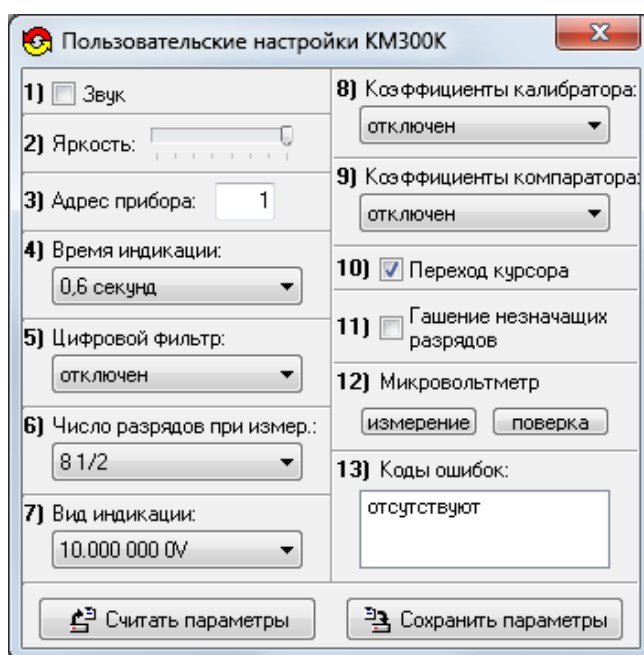 Пользовательские настройки КМ300К
1) Звук
2) Яркость:
3) Адрес прибора: 1
4) Время индикации:
0,6 секунд
5) Цифровой фильтр:
отключен
6) Число разрядов при измер.:
8 1/2
7) Вид индикации:
10.000 000 0V
8) Коэффициенты калибратора:
отключен
9) Коэффициенты компаратора:
отключен
10) Переход курсора
11) Гашение незначащих
разрядов
12) Микровольтметр
измерение поверка
13) Коды ошибок:
отсутствуют
Считать параметры
Сохранить параметры